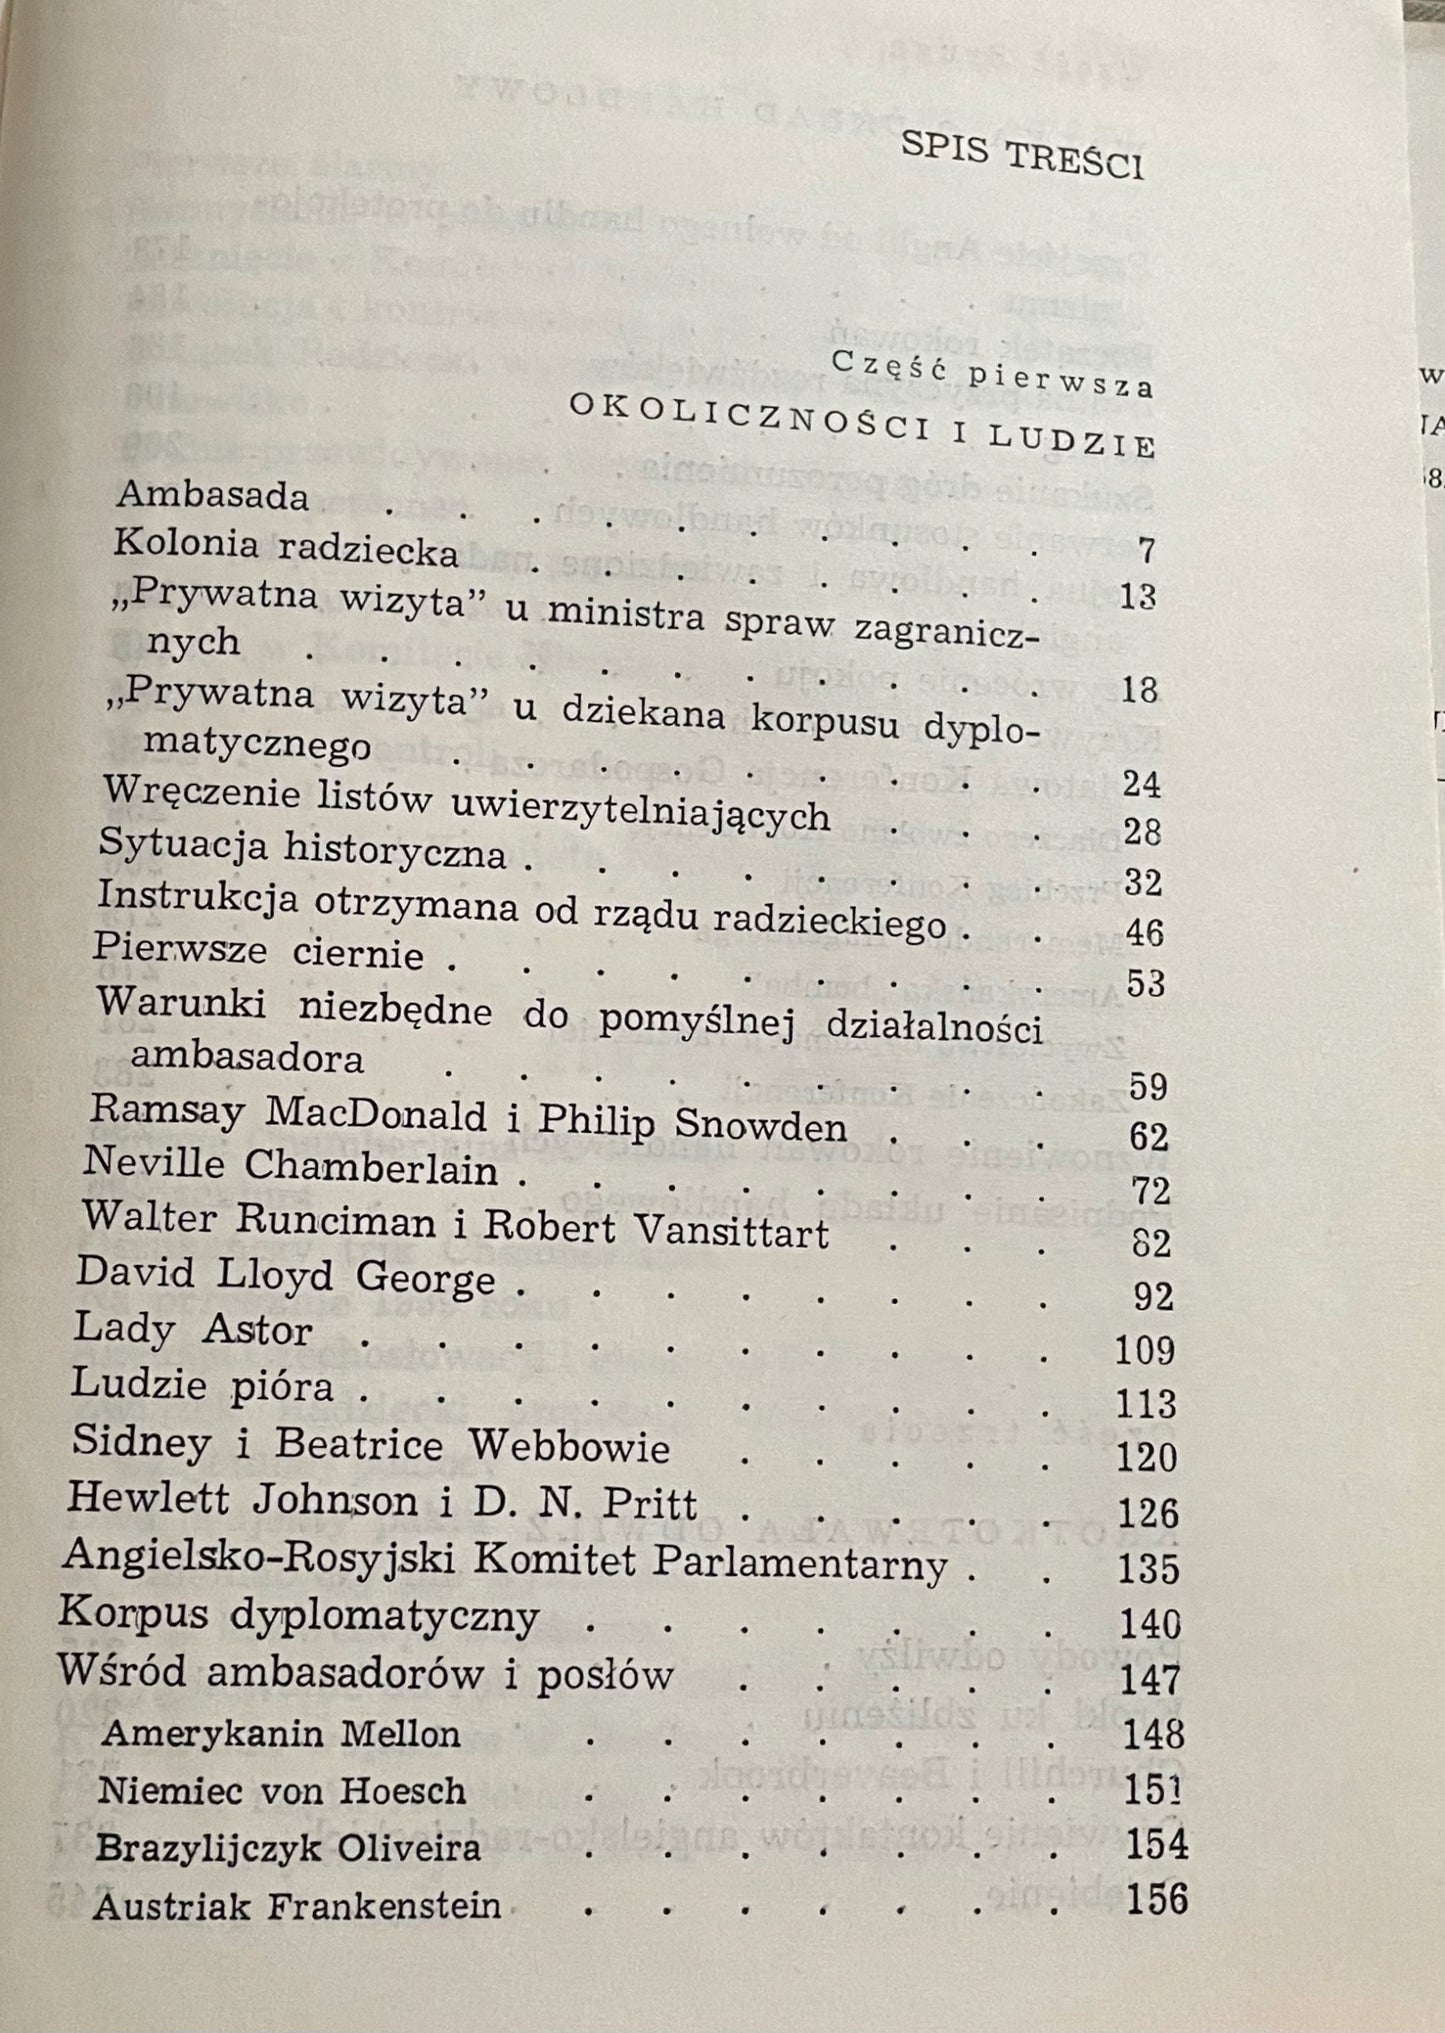 SPIS TREŚCI
Część pierwsza
OKOLICZNOŚCI I LUDZIE
Ambasada . . . . . . . . . . 7
Kolonia radziecka . . . . . . . . 13
„Prywatna wizyta” u ministra spraw zagranicz-
nych . . . . . . . . . . . 18
„Prywatna wizyta” u dziekana korpusu dyplo-
matycznego . . . . . . . . . 24
Wręczenie listów uwierzytelniających . . . 28
Sytuacja historyczna . . . . . . . . 32
Instrukcja otrzymana od rządu radzieckiego . . 46
Pierwsze ciernie . . . . . . . . . 53
Warunki niezbędne do pomyślnej działalności
ambasadora . . . . . . . . . 59
Ramsay MacDonald i Philip Snowden . . . 62
Neville Chamberlain . . . . . . . . 72
Walter Runciman i Robert Vansittart . . . 82
David Lloyd George . . . . . . . . 92
Lady Astor . . . . . . . . . . 109
Ludzie pióra . . . . . . . . . . 113
Sidney i Beatrice Webbowie . . . . . 120
Hewlett Johnson i D. N. Pritt . . . . . 126
Angielsko-Rosyjski Komitet Parlamentarny . . 135
Korpus dyplomatyczny . . . . . . . 140
Wśród ambasadorów i posłów . . . . . 147
Amerykanin Mellon . . . . . . . 148
Niemiec von Hoesch . . . . . . . 151
Brazylijczyk Oliveira . . . . . . . 154
Austriak Frankenstein . . . . . . . 156